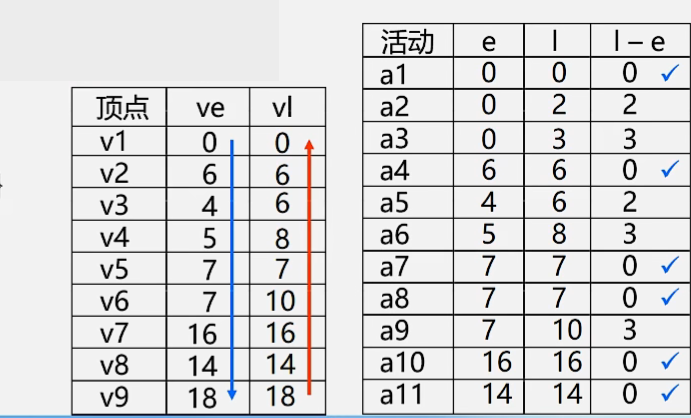 顶点 ve vl
v1 0 0
v2 6 6
v3 4 6
v4 5 8
v5 7 7
v6 7 10
v7 16 16
v8 14 14
v9 18 18
活动 e l l – e
a1 0 0 0 ✓
a2 0 2 2
a3 0 3 3
a4 6 6 0 ✓
a5 4 6 2
a6 5 8 3
a7 7 7 0 ✓
a8 7 7 0 ✓
a9 7 10 3
a10 16 16 0 ✓
a11 14 14 0 ✓